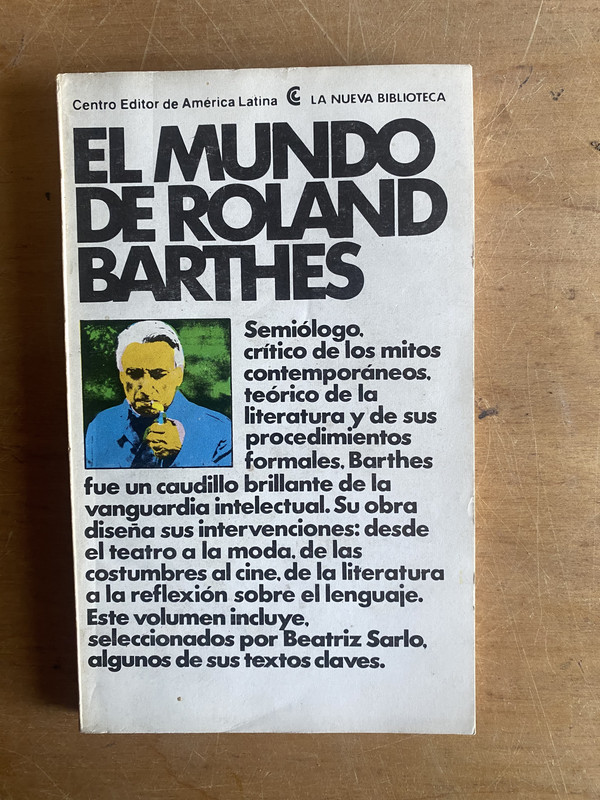 Centro Editor de América Latina LA NUEVA BIBLIOTECA
EL MUNDO
DE ROLAND
BARTHES
Semiólogo,
crítico de los mitos
contemporáneos,
teórico de la
literatura y de sus
procedimientos
formales, Barthes
fue un caudillo brillante de la
vanguardia intelectual. Su obra
diseña sus intervenciones: desde
el teatro a la moda, de las
costumbres al cine, de la literatura
a la reflexión sobre el lenguaje.
Este volumen incluye,
seleccionados por Beatriz Sarlo,
algunos de sus textos claves.